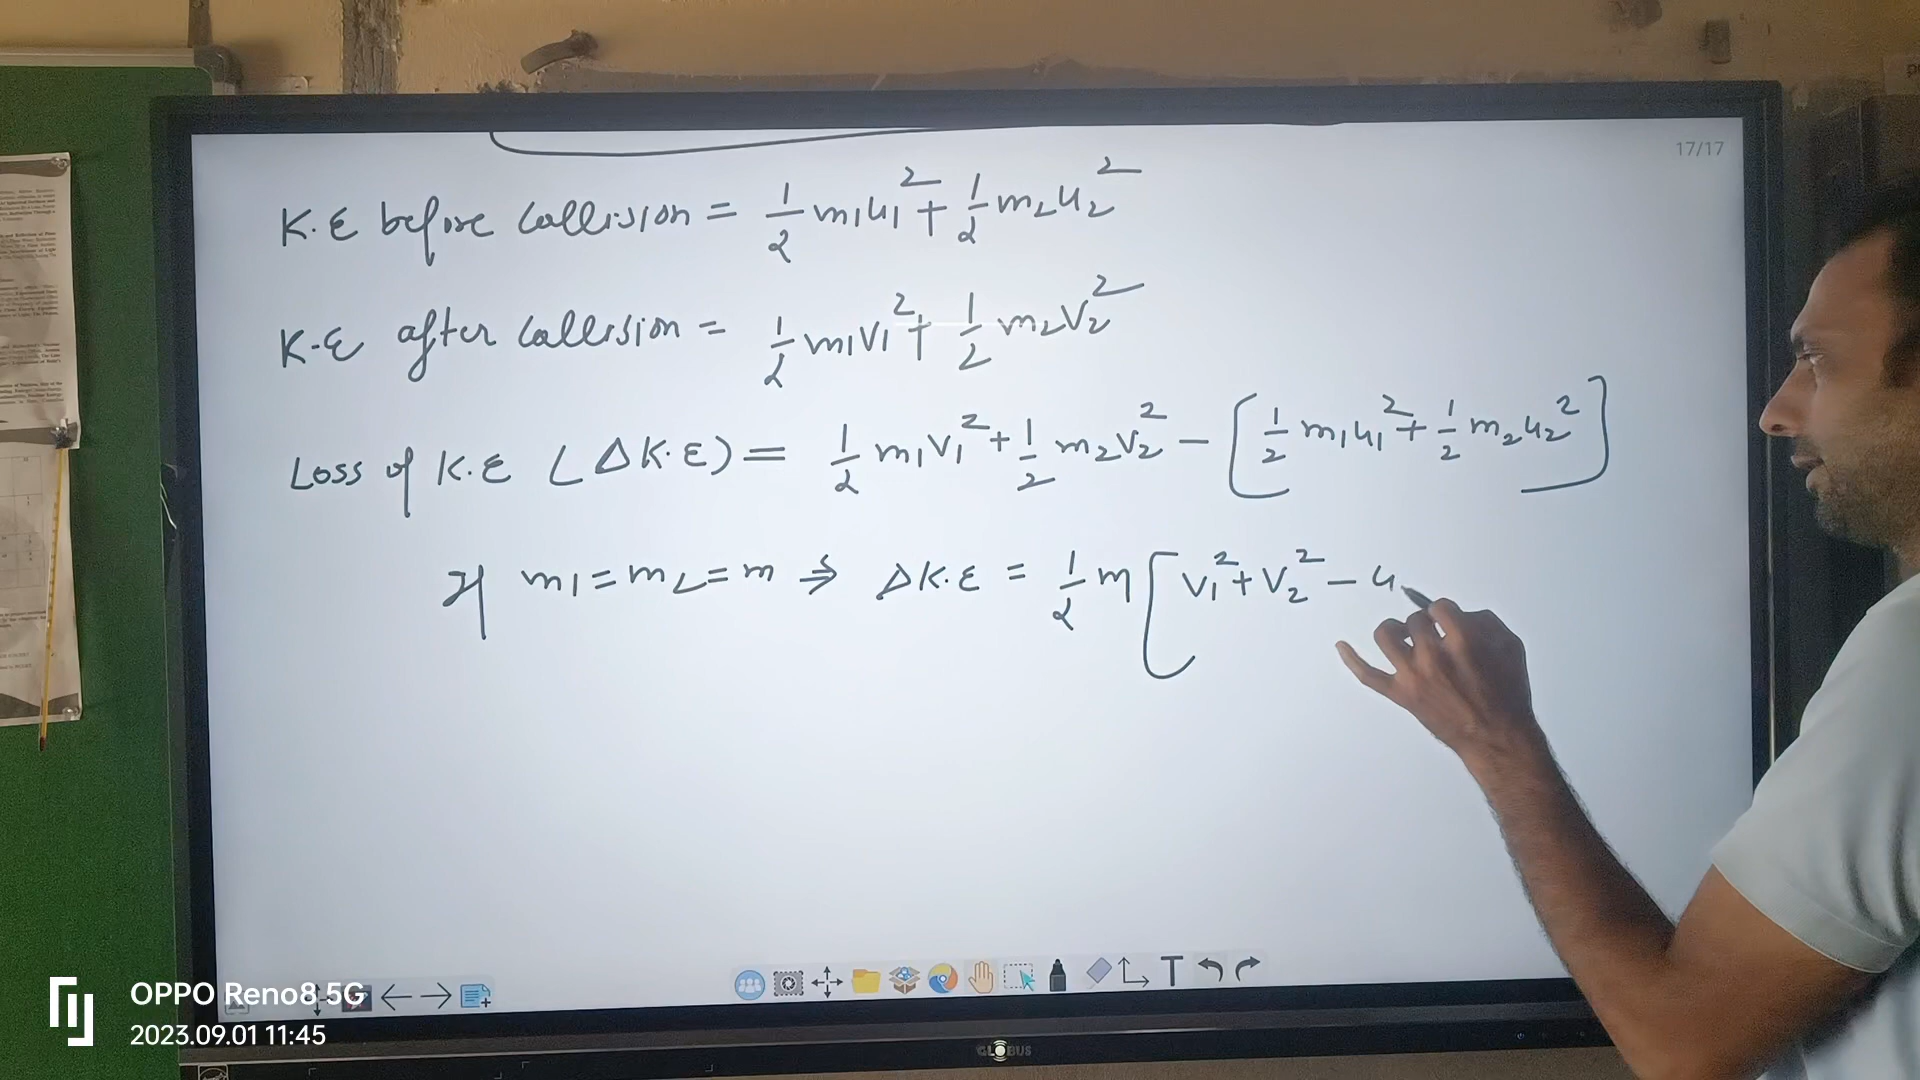 17/17
K.E before collision = 1/2 m₁u₁² + 1/2 m₂u₂²
K-E after collision = 1/2 m₁v₁² + 1/2 m₂v₂²
Loss of K.E (ΔK.E) = 1/2 m₁v₁² + 1/2 m₂v₂² - [1/2 m₁u₁² + 1/2 m₂u₂²]
If m₁ = m₂ = m ⇒ ΔK.E = 1/2 m [v₁² + v₂² - u
T
OPPO Reno8 5G
2023.09.01 11:45
GLOBUS